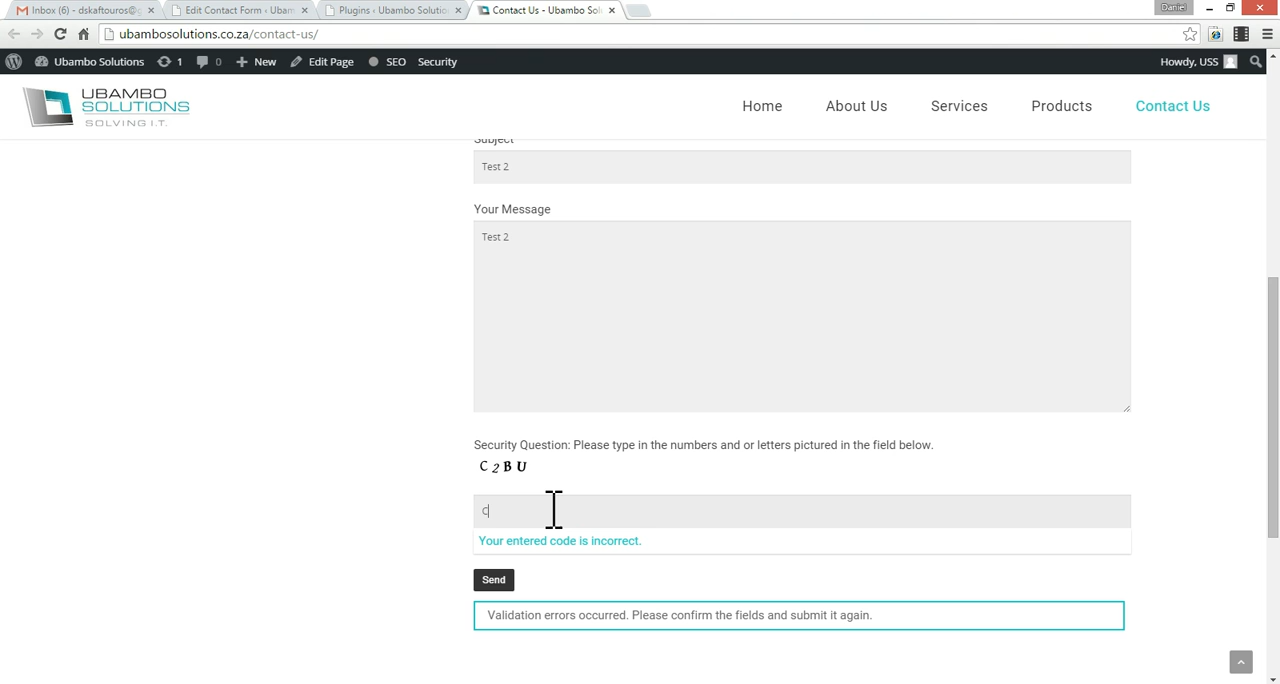 Inbox (6) - dskaftouros@g
Edit Contact Form ‹ Ubam
Plugins ‹ Ubambo Solutio
Contact Us - Ubambo Sol
Daniel
ubambosolutions.co.za/contact-us/
Ubambo Solutions 1 0 New Edit Page SEO Security Howdy, USS
UBAMBO
SOLUTIONS
SOLVING I.T.
Home About Us Services Products Contact Us
Subject
Test 2
Your Message
Test 2
Security Question: Please type in the numbers and or letters pictured in the field below.
C 2 B U
C
Your entered code is incorrect.
Send
Validation errors occurred. Please confirm the fields and submit it again.